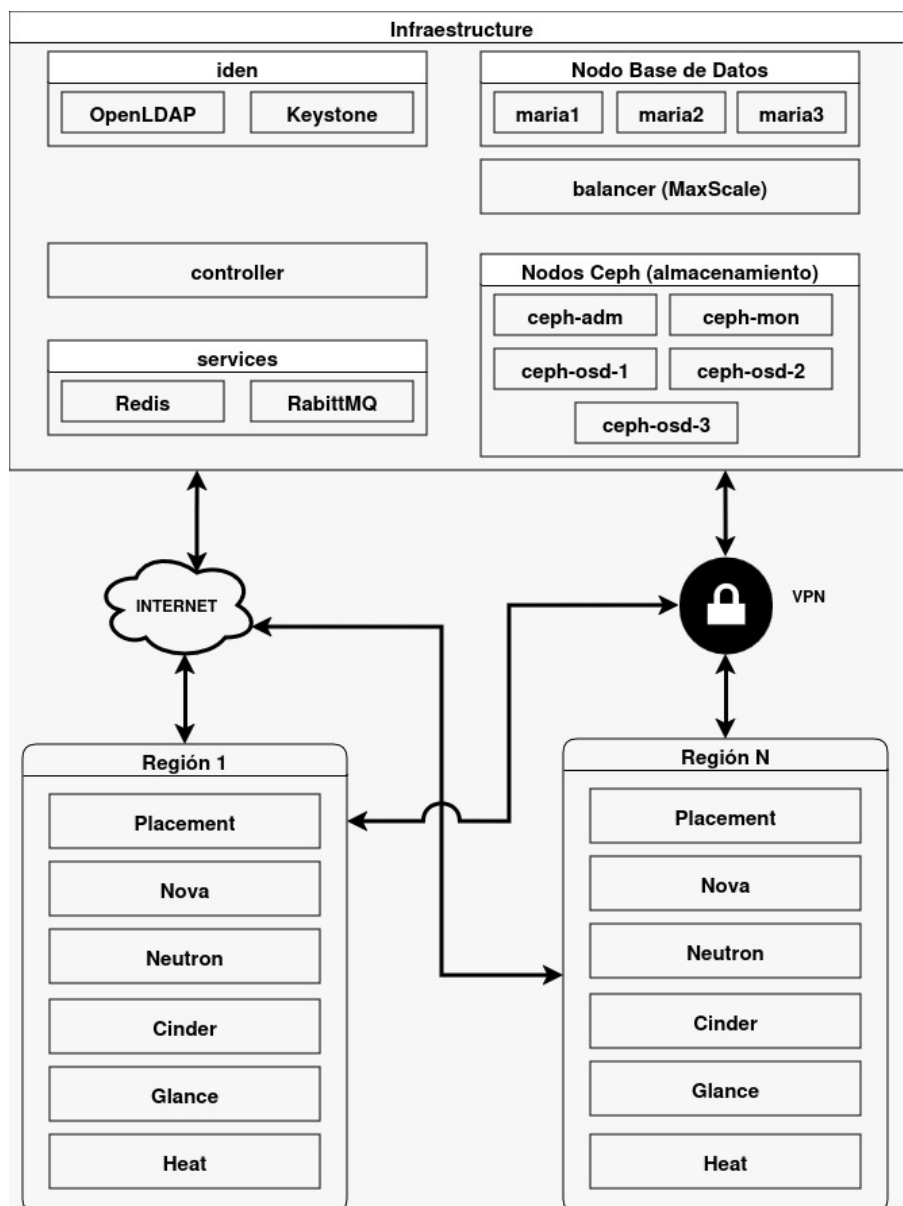 Infraestructure
iden
OpenLDAP
Keystone
Nodo Base de Datos
maria1
maria2
maria3
balancer (MaxScale)
controller
Nodos Ceph (almacenamiento)
ceph-adm
ceph-mon
ceph-osd-1
ceph-osd-2
ceph-osd-3
services
Redis
RabittMQ
INTERNET
VPN
Región 1
Placement
Nova
Neutron
Cinder
Glance
Heat
Región N
Placement
Nova
Neutron
Cinder
Glance
Heat